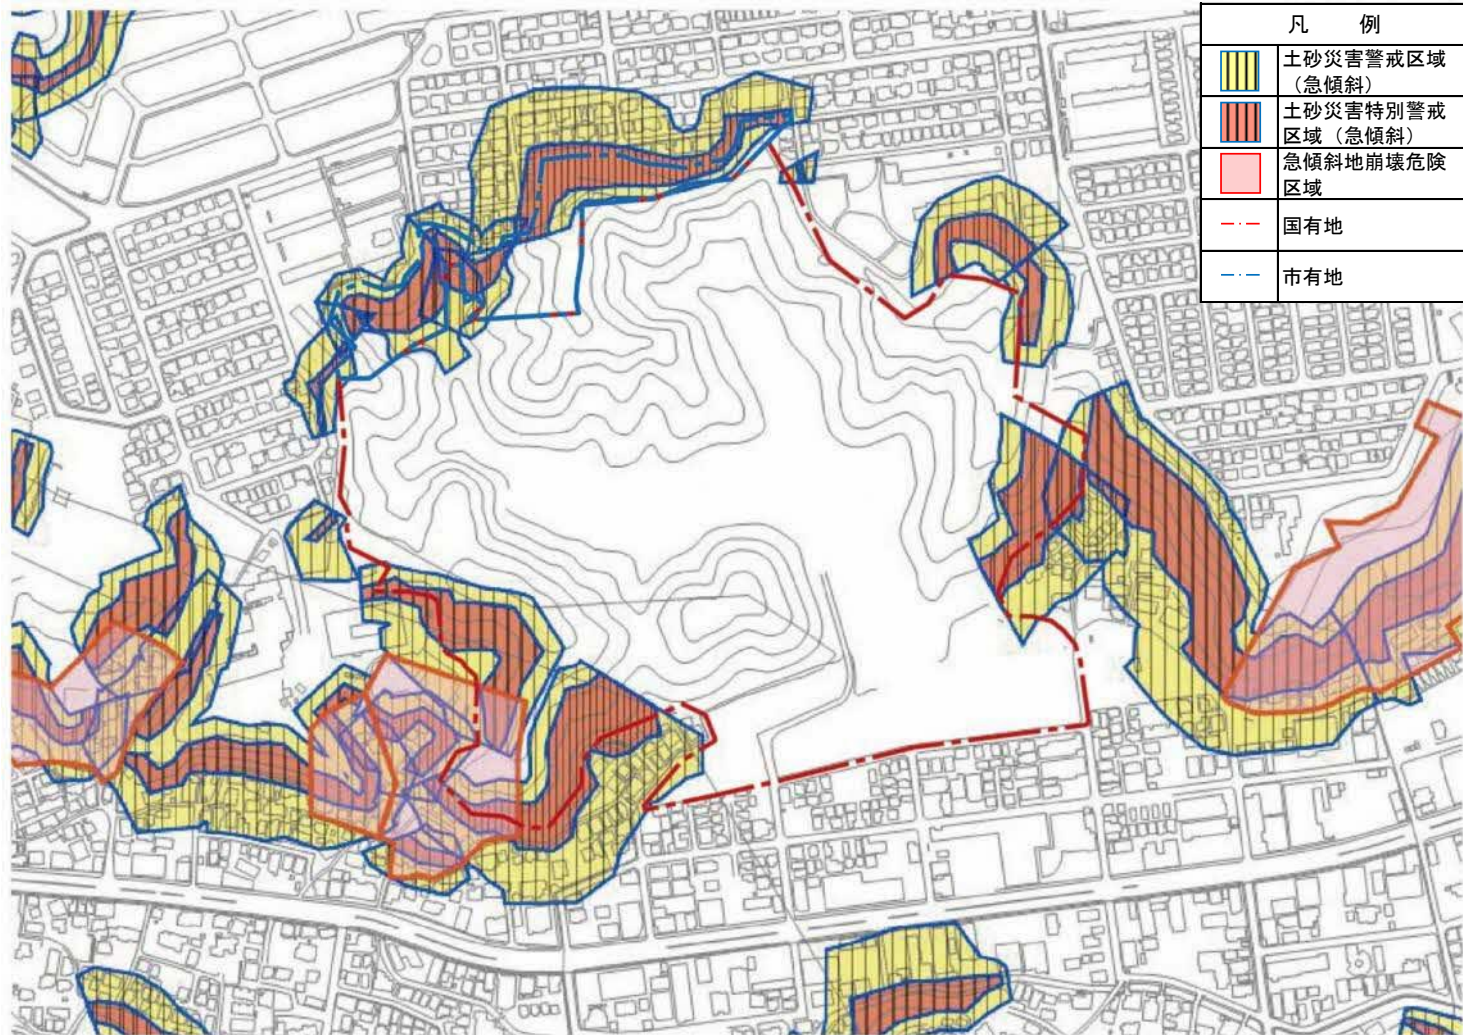 凡 例
土砂災害警戒区域
（急傾斜）
土砂災害特別警戒
区域（急傾斜）
急傾斜地崩壊危険
区域
国有地
市有地